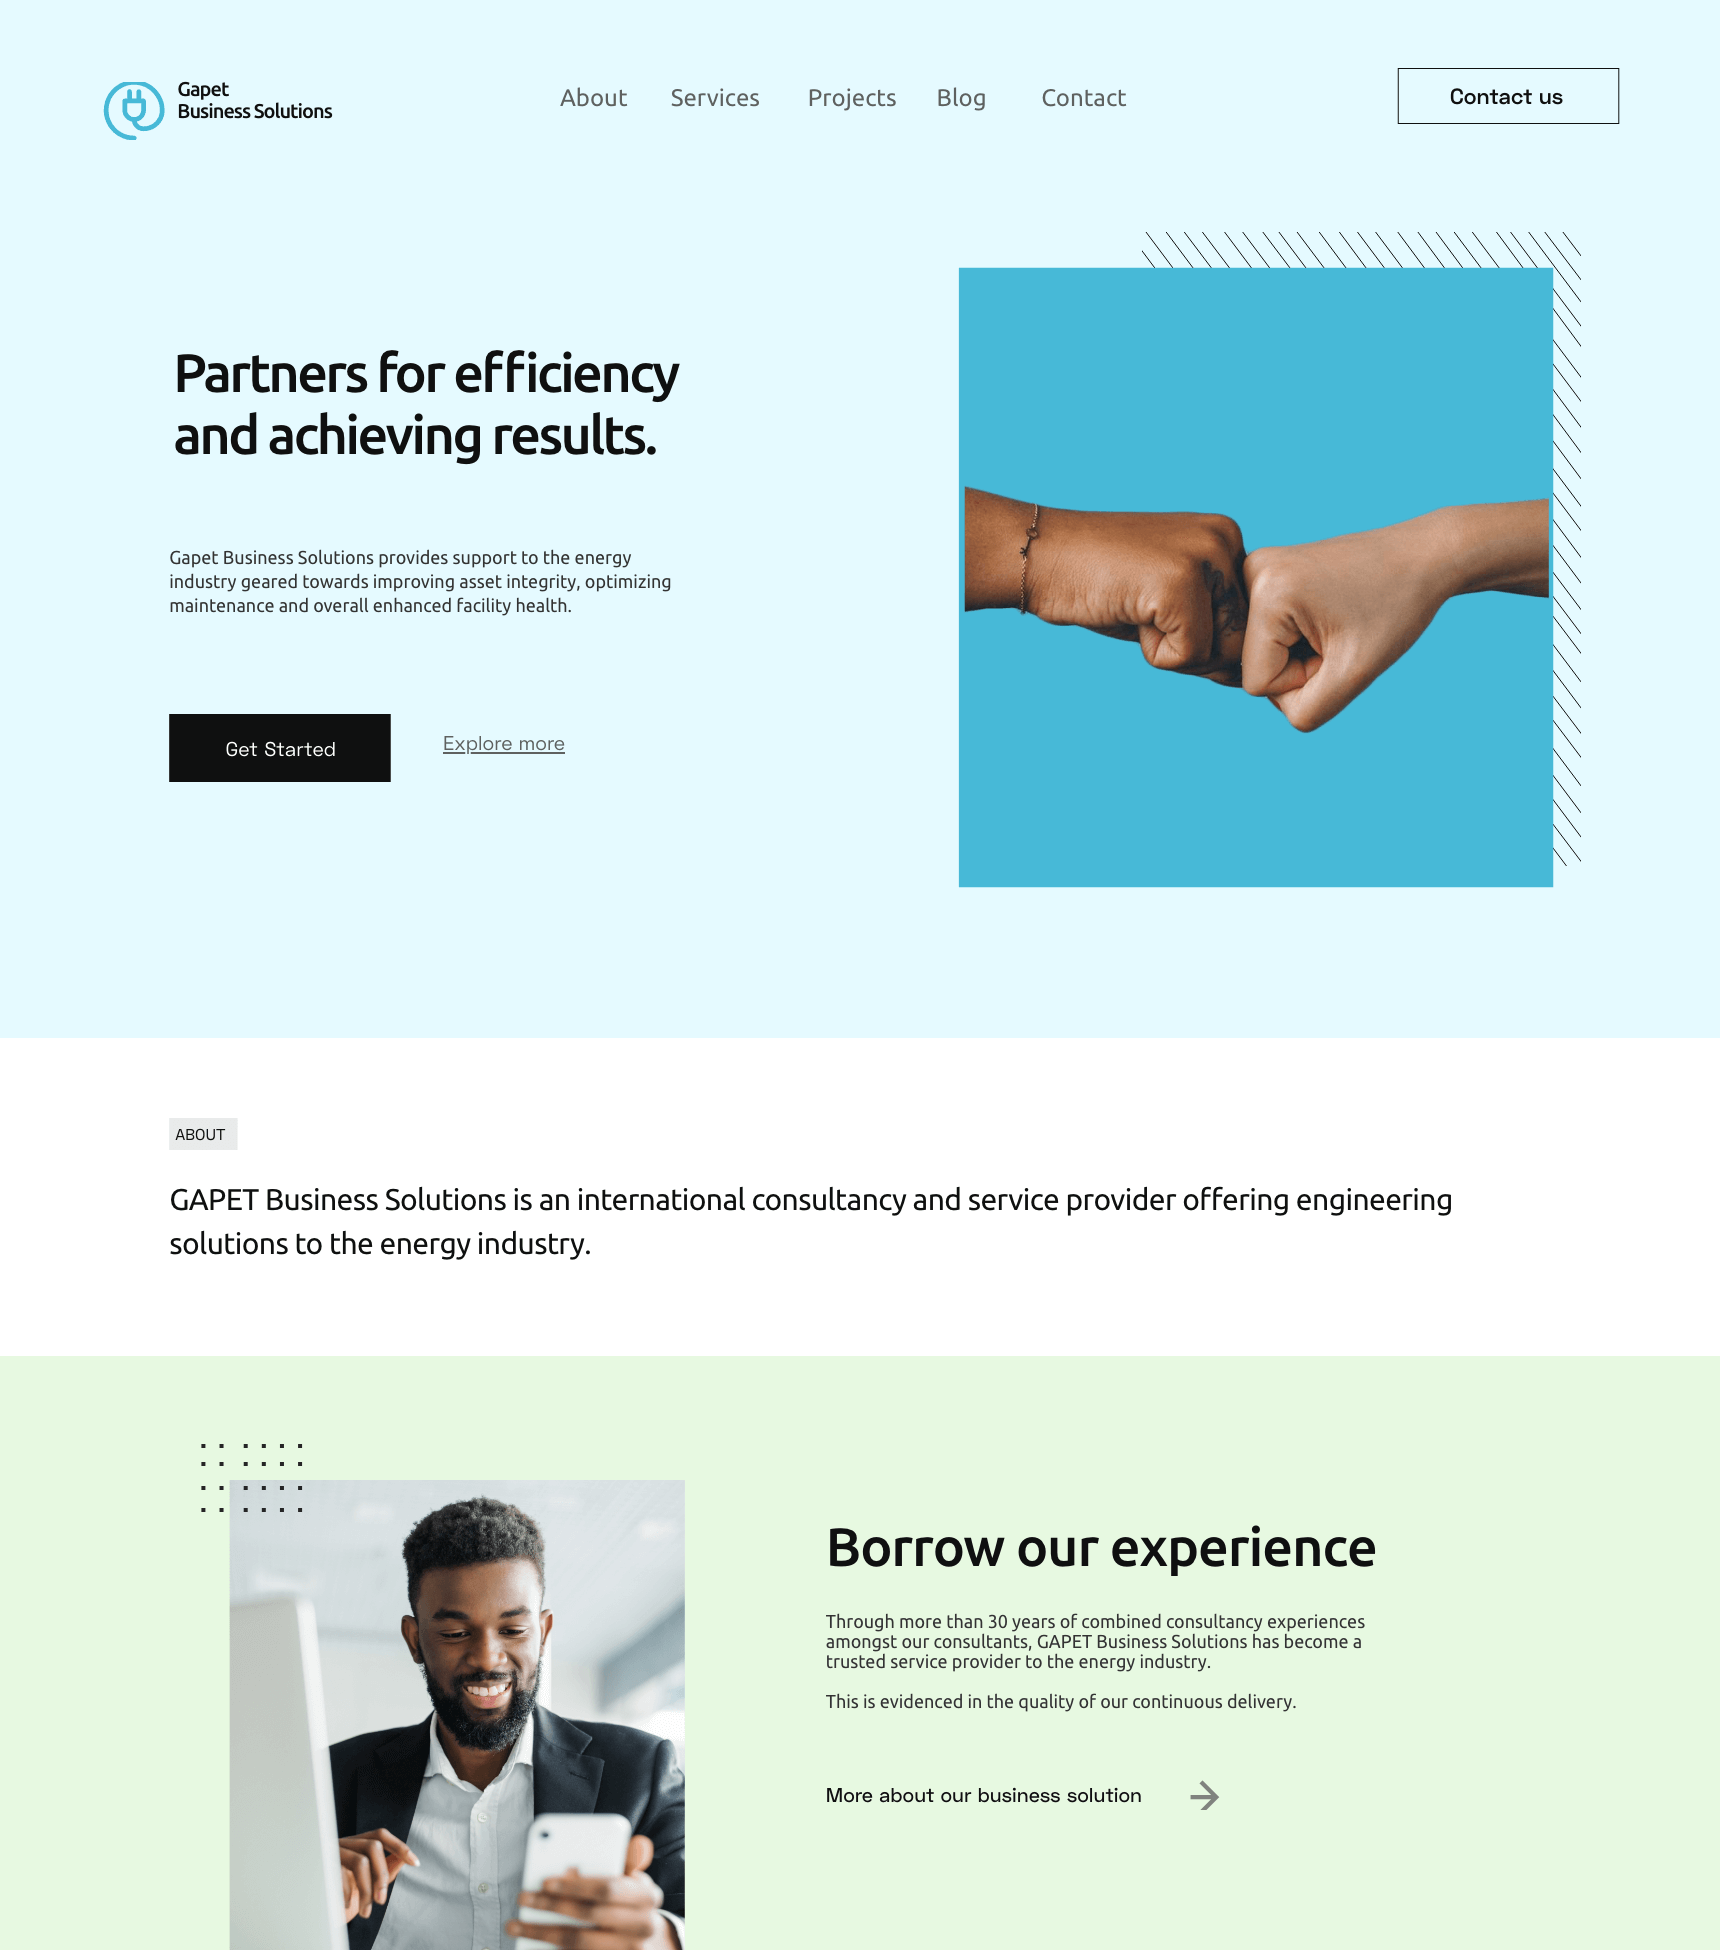 Gapet
Business Solutions
About
Services
Projects
Blog
Contact
Contact us
Partners for efficiency
and achieving results.
Gapet Business Solutions provides support to the energy
industry geared towards improving asset integrity, optimizing
maintenance and overall enhanced facility health.
Get Started
Explore more
ABOUT
GAPET Business Solutions is an international consultancy and service provider offering engineering
solutions to the energy industry.
Borrow our experience
Through more than 30 years of combined consultancy experiences
amongst our consultants, GAPET Business Solutions has become a
trusted service provider to the energy industry.
This is evidenced in the quality of our continuous delivery.
More about our business solution